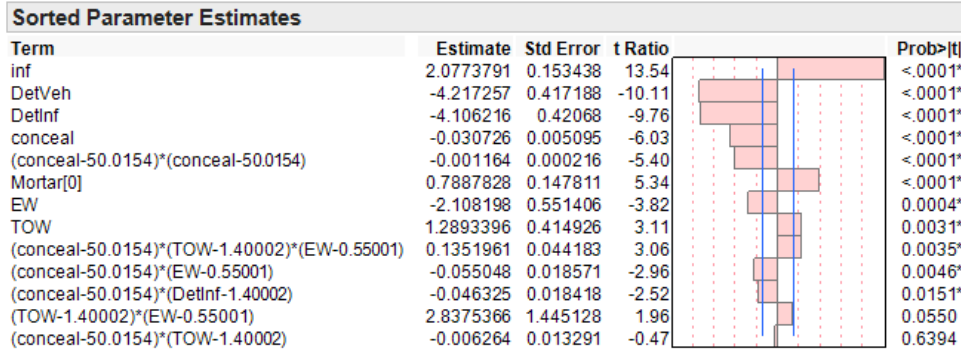 Sorted Parameter Estimates
Term Estimate Std Error t Ratio Prob>|t|
inf 2.0773791 0.153438 13.54 <.0001*
DetVeh -4.217257 0.417188 -10.11 <.0001*
DetInf -4.106216 0.42068 -9.76 <.0001*
conceal -0.030726 0.005095 -6.03 <.0001*
(conceal-50.0154)*(conceal-50.0154) -0.001164 0.000216 -5.40 <.0001*
Mortar[0] 0.7887828 0.147811 5.34 <.0001*
EW -2.108198 0.551406 -3.82 0.0004*
TOW 1.2893396 0.414926 3.11 0.0031*
(conceal-50.0154)*(TOW-1.40002)*(EW-0.55001) 0.1351961 0.044183 3.06 0.0035*
(conceal-50.0154)*(EW-0.55001) -0.055048 0.018571 -2.96 0.0046*
(conceal-50.0154)*(DetInf-1.40002) -0.046325 0.018418 -2.52 0.0151*
(TOW-1.40002)*(EW-0.55001) 2.8375366 1.445128 1.96 0.0550
(conceal-50.0154)*(TOW-1.40002) -0.006264 0.013291 -0.47 0.6394